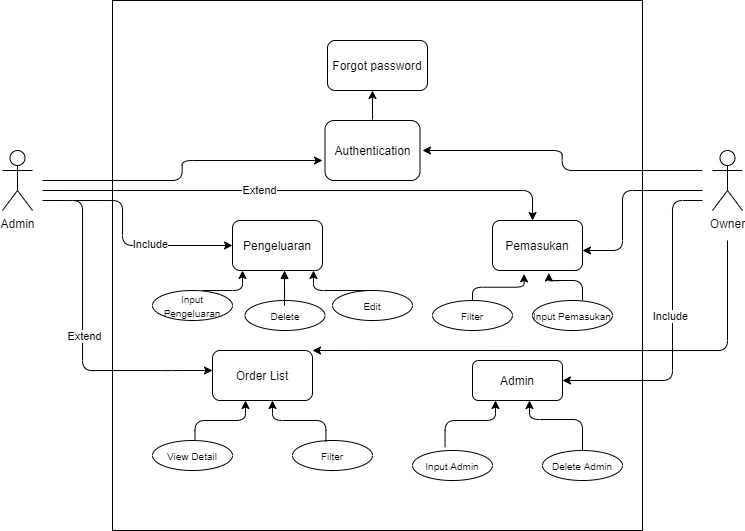 Forgot password
Authentication
Admin
Owner
Extend
Include
Pengeluaran
Pemasukan
Input
Pengeluaran
Delete
Edit
Filter
Input Pemasukan
Extend
Include
Order List
Admin
View Detail
Filter
Input Admin
Delete Admin